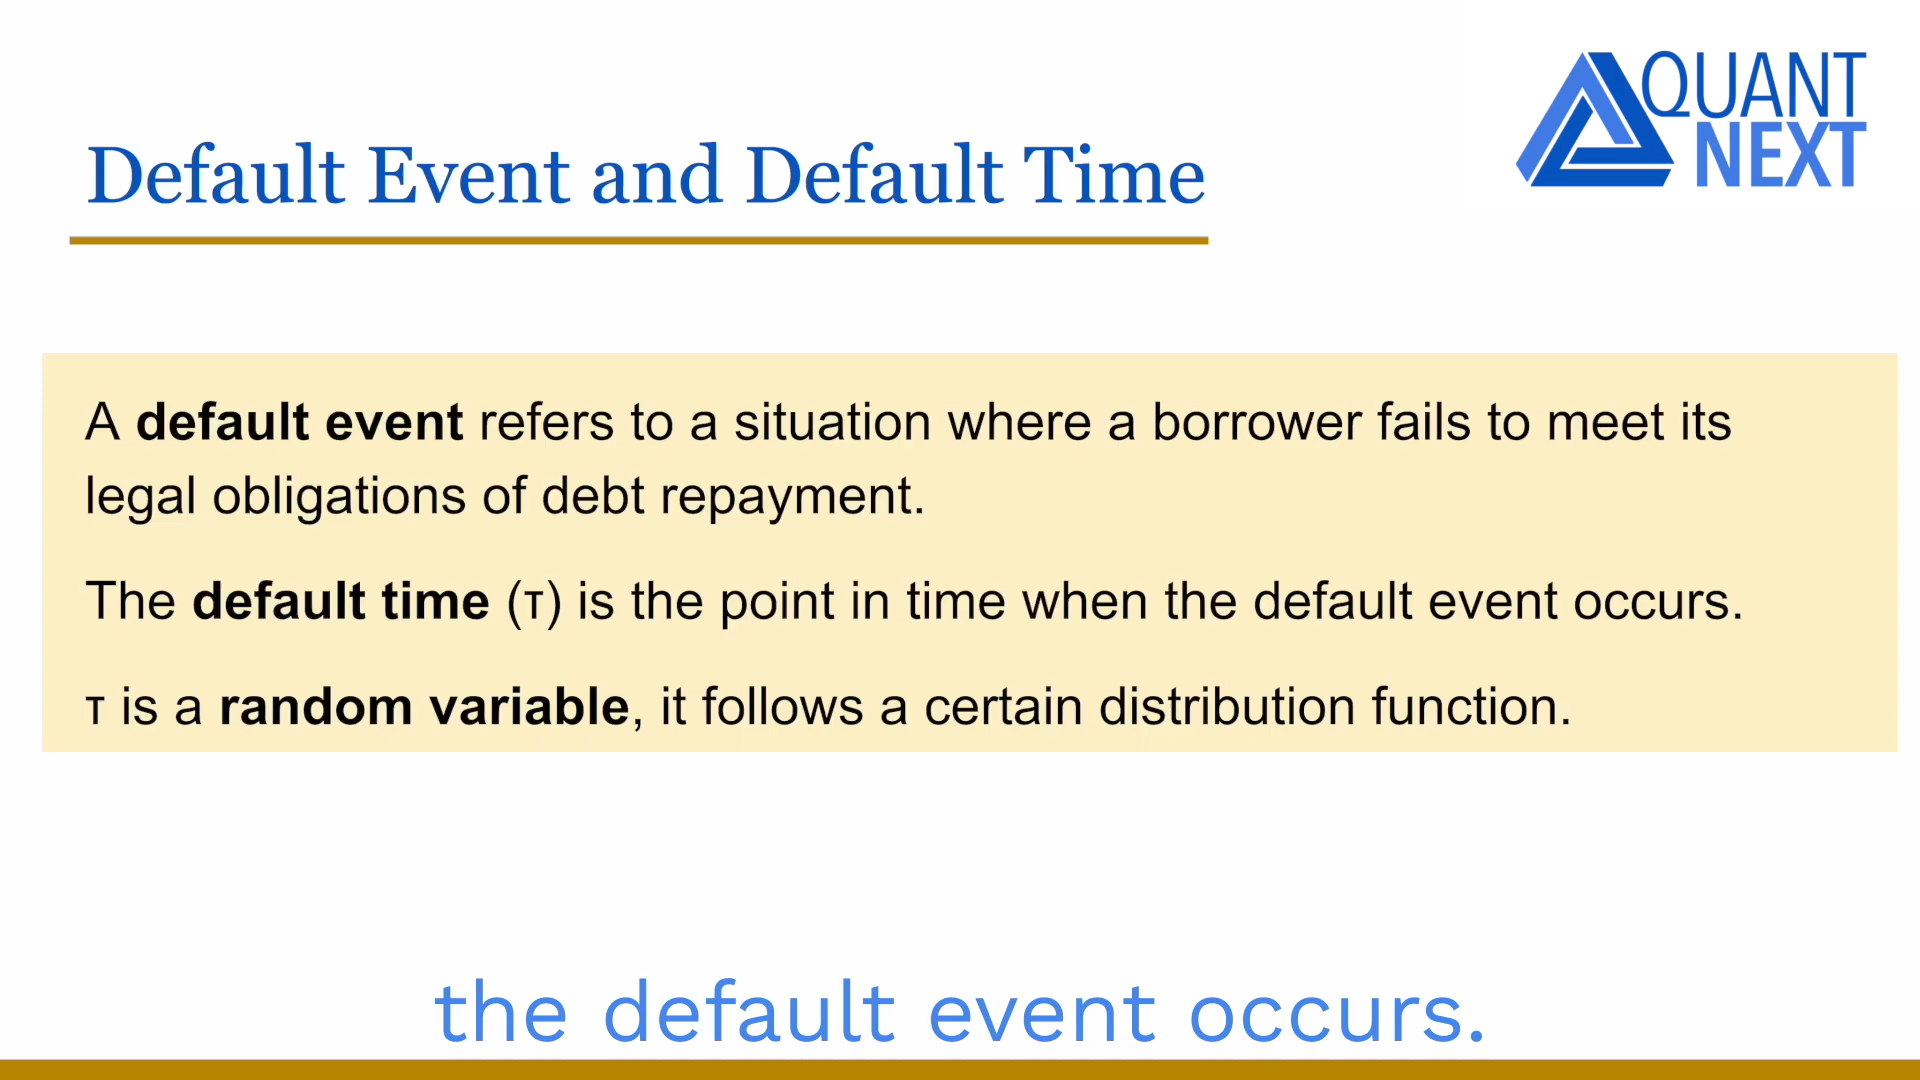 QUANT
NEXT
Default Event and Default Time
A default event refers to a situation where a borrower fails to meet its
legal obligations of debt repayment.
The default time (τ) is the point in time when the default event occurs.
τ is a random variable, it follows a certain distribution function.
the default event occurs.